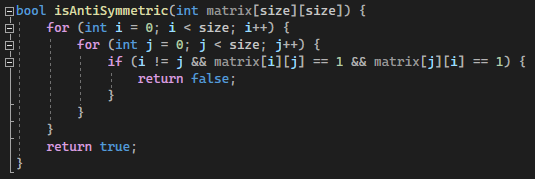 bool isAntiSymmetric(int matrix[size][size]) {
    for (int i = 0; i < size; i++) {
        for (int j = 0; j < size; j++) {
            if (i != j && matrix[i][j] == 1 && matrix[j][i] == 1) {
                return false;
            }
        }
    }
    return true;
}